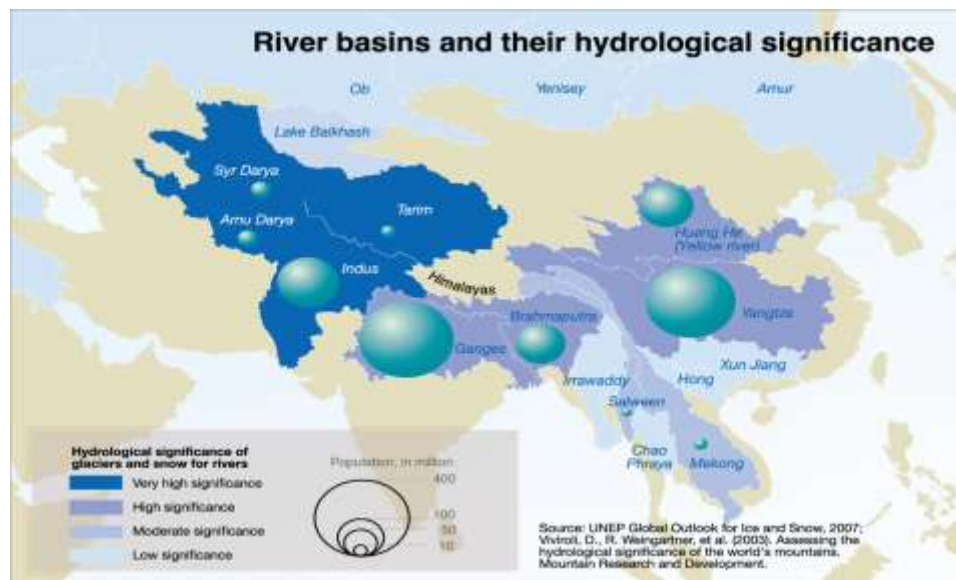 River basins and their hydrological significance
Ob
Yenisey
Amur
Lake Balkhash
Syr Darya
Amu Darya
Tarim
Huang He
(Yellow river)
Indus
Himalayas
Brahmaputra
Yangtze
Ganges
Xun Jiang
Irrawaddy
Hong
Salween
Chao
Phraya
Mekong
Hydrological significance of
glaciers and snow for rivers
Very high significance
High significance
Moderate significance
Low significance
Population, in million
400
100
50
10
Source: UNEP Global Outlook for Ice and Snow, 2007;
Viviroli, D., R. Weingartner, et al. (2003). Assessing the
hydrological significance of the world's mountains.
Mountain Research and Development.